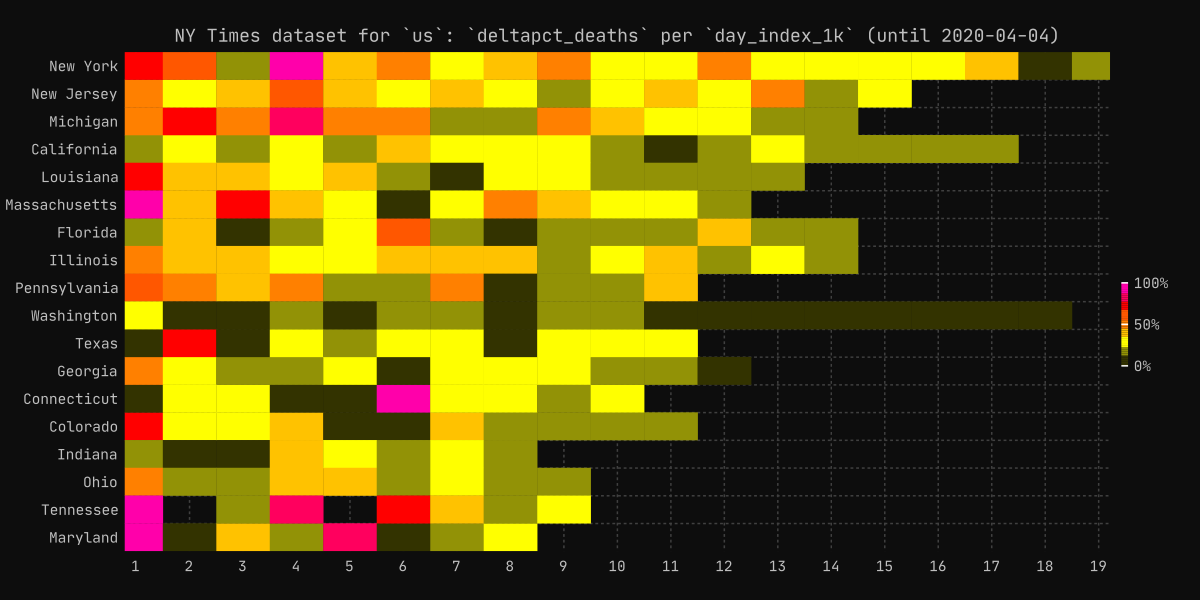 NY Times dataset for `us`: `deltapct_deaths` per `day_index_1k` (until 2020-04-04)
New York
New Jersey
Michigan
California
Louisiana
Massachusetts
Florida
Illinois
Pennsylvania
Washington
Texas
Georgia
Connecticut
Colorado
Indiana
Ohio
Tennessee
Maryland
1 2 3 4 5 6 7 8 9 10 11 12 13 14 15 16 17 18 19
100%
50%
0%